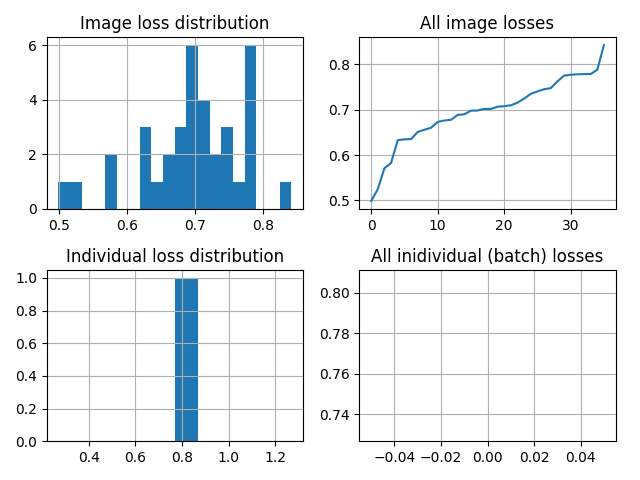 Image loss distribution
6
4
2
0
0.5 0.6 0.7 0.8
All image losses
0.8
0.7
0.6
0.5
0 10 20 30
Individual loss distribution
1.0
0.8
0.6
0.4
0.2
0.0
0.4 0.6 0.8 1.0 1.2
All inidividual (batch) losses
0.80
0.78
0.76
0.74
−0.04 −0.02 0.00 0.02 0.04